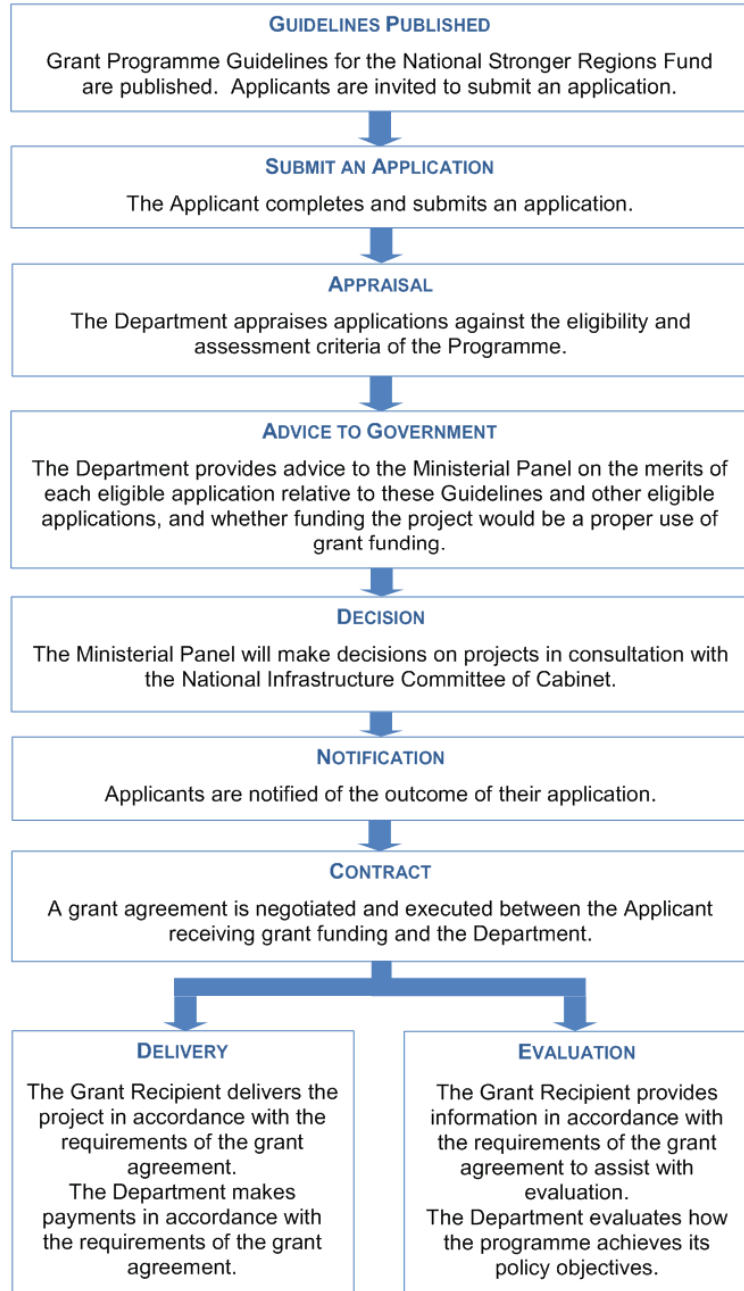 GUIDELINES PUBLISHED
Grant Programme Guidelines for the National Stronger Regions Fund
are published.  Applicants are invited to submit an application.
SUBMIT AN APPLICATION
The Applicant completes and submits an application.
APPRAISAL
The Department appraises applications against the eligibility and
assessment criteria of the Programme.
ADVICE TO GOVERNMENT
The Department provides advice to the Ministerial Panel on the merits of
each eligible application relative to these Guidelines and other eligible
applications, and whether funding the project would be a proper use of
grant funding.
DECISION
The Ministerial Panel will make decisions on projects in consultation with
the National Infrastructure Committee of Cabinet.
NOTIFICATION
Applicants are notified of the outcome of their application.
CONTRACT
A grant agreement is negotiated and executed between the Applicant
receiving grant funding and the Department.
DELIVERY
The Grant Recipient delivers the
project in accordance with the
requirements of the grant
agreement.
The Department makes
payments in accordance with
the requirements of the grant
agreement.
EVALUATION
The Grant Recipient provides
information in accordance with
the requirements of the grant
agreement to assist with
evaluation.
The Department evaluates how
the programme achieves its
policy objectives.